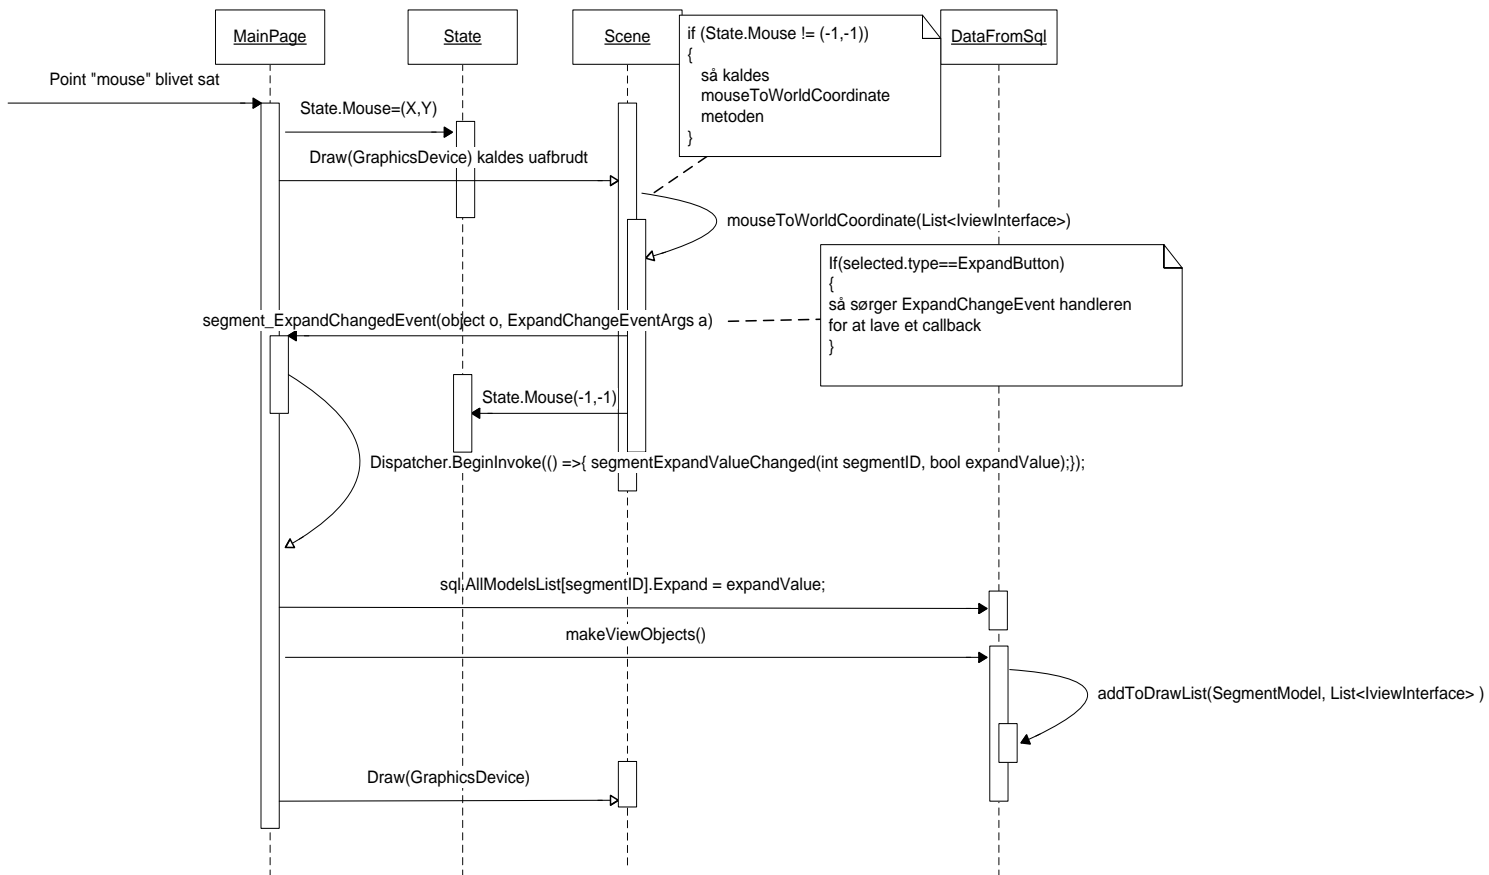 MainPage
State
Scene
DataFromSql
if (State.Mouse != (-1,-1))
{
så kaldes
mouseToWorldCoordinate
metoden
}
Point "mouse" blivet sat
State.Mouse=(X,Y)
Draw(GraphicsDevice) kaldes uafbrudt
mouseToWorldCoordinate(List<IviewInterface>)
If(selected.type==ExpandButton)
{
så sørger ExpandChangeEvent handleren
for at lave et callback
}
segment_ExpandChangedEvent(object o, ExpandChangeEventArgs a)
State.Mouse(-1,-1)
Dispatcher.BeginInvoke(() =>{ segmentExpandValueChanged(int segmentID, bool expandValue);});
sql.AllModelsList[segmentID].Expand = expandValue;
makeViewObjects()
addToDrawList(SegmentModel, List<IviewInterface> )
Draw(GraphicsDevice)